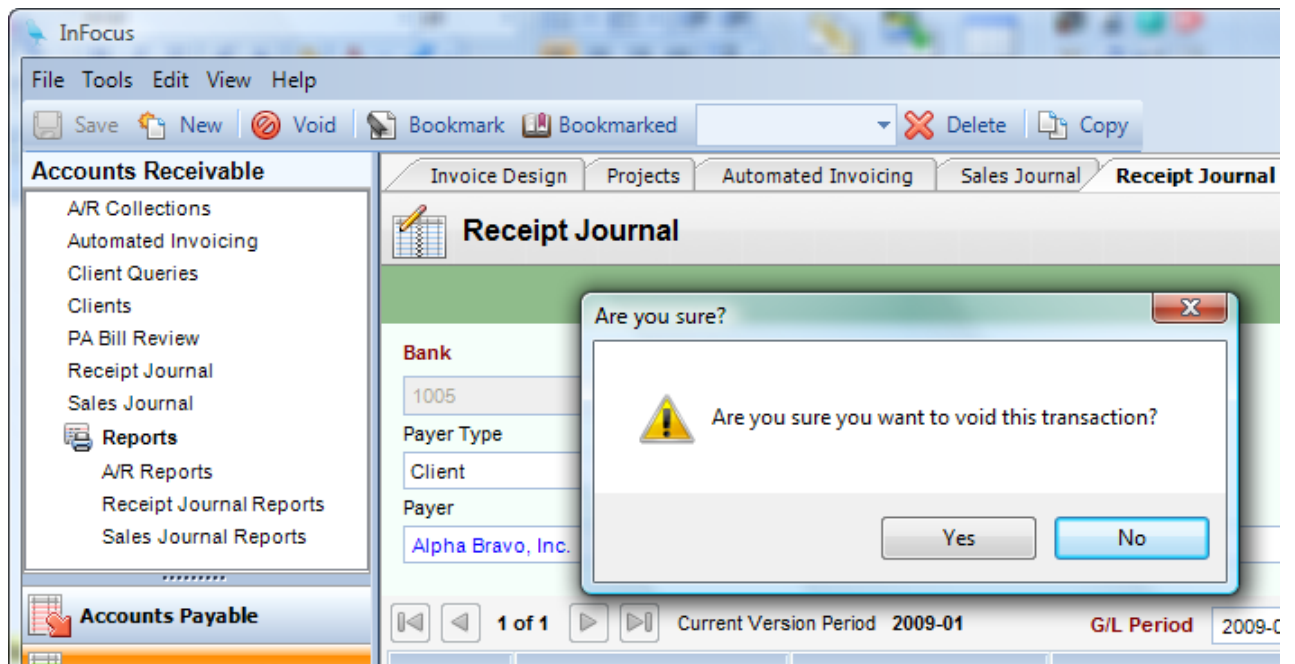 InFocus
File Tools Edit View Help
Save New Void Bookmark Bookmarked Delete Copy
Accounts Receivable
A/R Collections
Automated Invoicing
Client Queries
Clients
PA Bill Review
Receipt Journal
Sales Journal
Reports
A/R Reports
Receipt Journal Reports
Sales Journal Reports
Accounts Payable
Invoice Design Projects Automated Invoicing Sales Journal Receipt Journal
Receipt Journal
Bank
1005
Payer Type
Client
Payer
Alpha Bravo, Inc.
Are you sure?
Are you sure you want to void this transaction?
Yes No
1 of 1 Current Version Period 2009-01 G/L Period